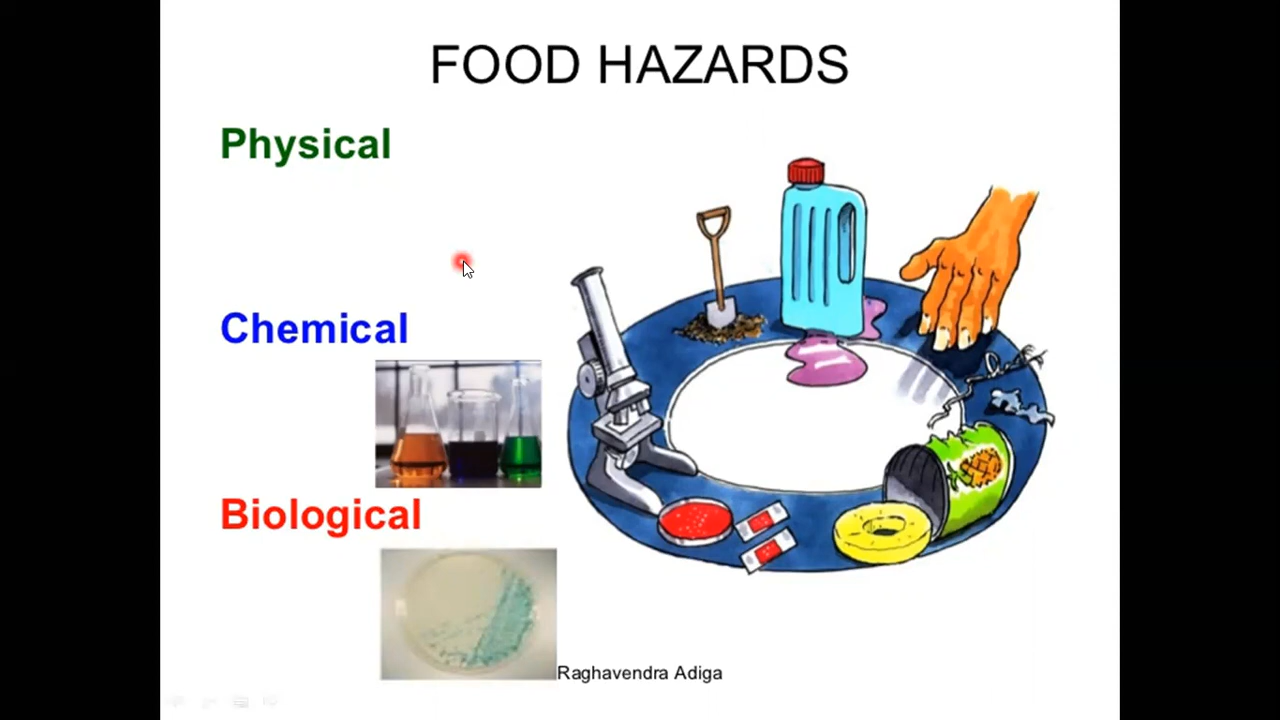 FOOD HAZARDS
Physical
Chemical
Biological
Raghavendra Adiga